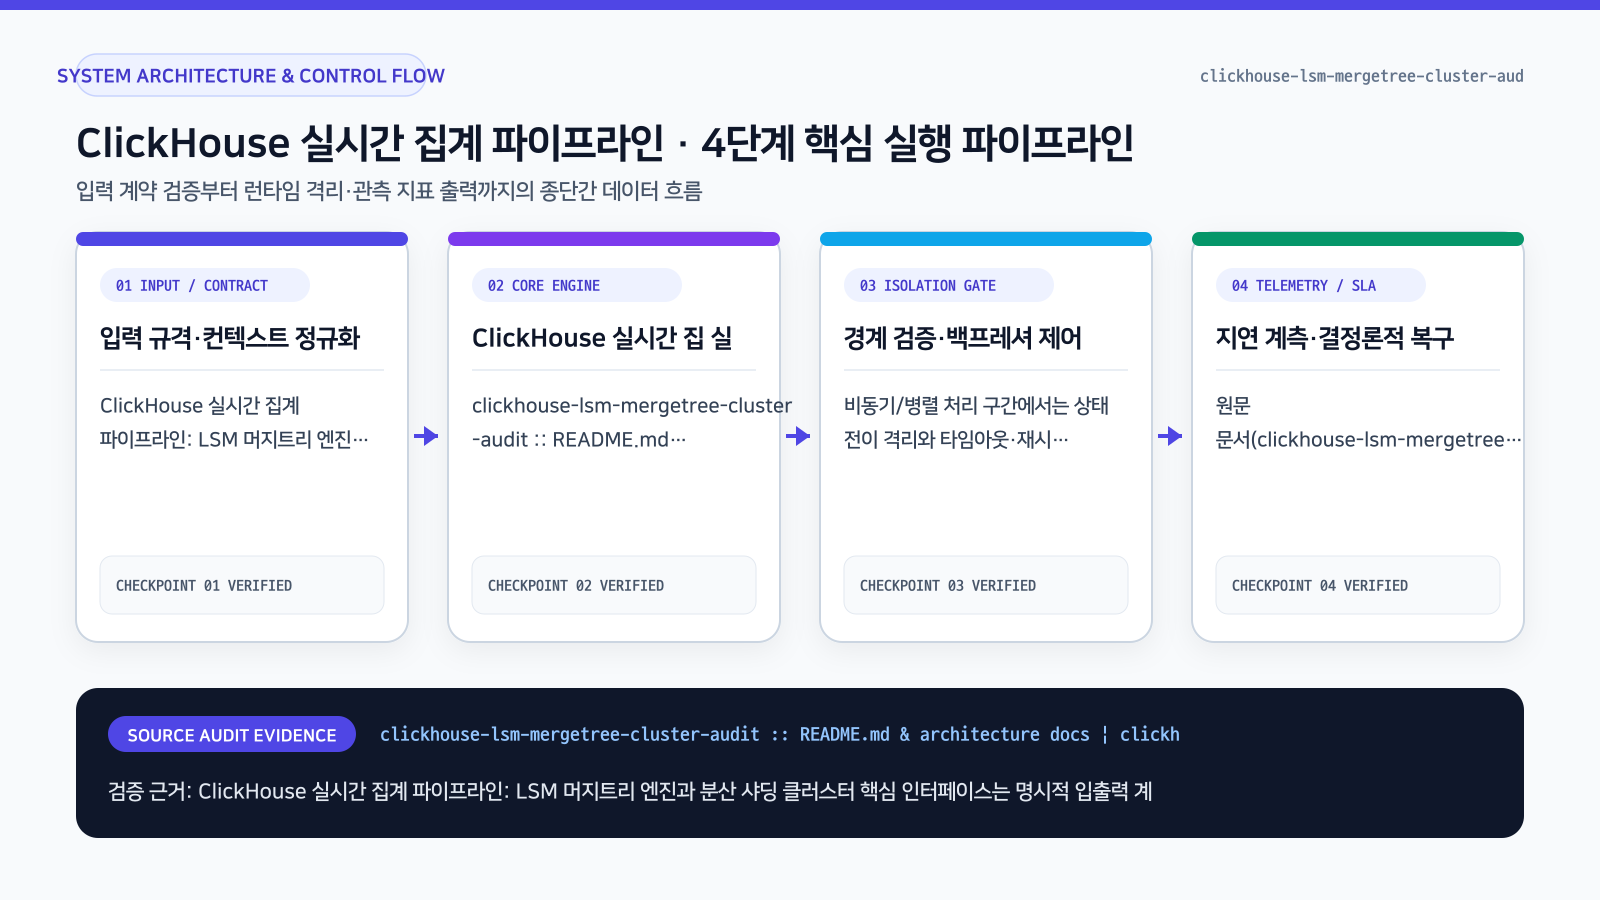 SYSTEM ARCHITECTURE & CONTROL FLOW
clickhouse-lsm-mergetree-cluster-aud
ClickHouse 실시간 집계 파이프라인 · 4단계 핵심 실행 파이프라인
입력 계약 검증부터 런타임 격리·관측 지표 출력까지의 종단간 데이터 흐름
01 INPUT / CONTRACT
입력 규격·컨텍스트 정규화
ClickHouse 실시간 집계
파이프라인: LSM 머지트리 엔진…
CHECKPOINT 01 VERIFIED
02 CORE ENGINE
ClickHouse 실시간 집 실
clickhouse-lsm-mergetree-cluster
-audit :: README.md…
CHECKPOINT 02 VERIFIED
03 ISOLATION GATE
경계 검증·백프레셔 제어
비동기/병렬 처리 구간에서는 상태
전이 격리와 타임아웃·재시…
CHECKPOINT 03 VERIFIED
04 TELEMETRY / SLA
지연 계측·결정론적 복구
원문
문서(clickhouse-lsm-mergetree…
CHECKPOINT 04 VERIFIED
SOURCE AUDIT EVIDENCE
clickhouse-lsm-mergetree-cluster-audit :: README.md & architecture docs | clickh
검증 근거: ClickHouse 실시간 집계 파이프라인: LSM 머지트리 엔진과 분산 샤딩 클러스터 핵심 인터페이스는 명시적 입출력 계